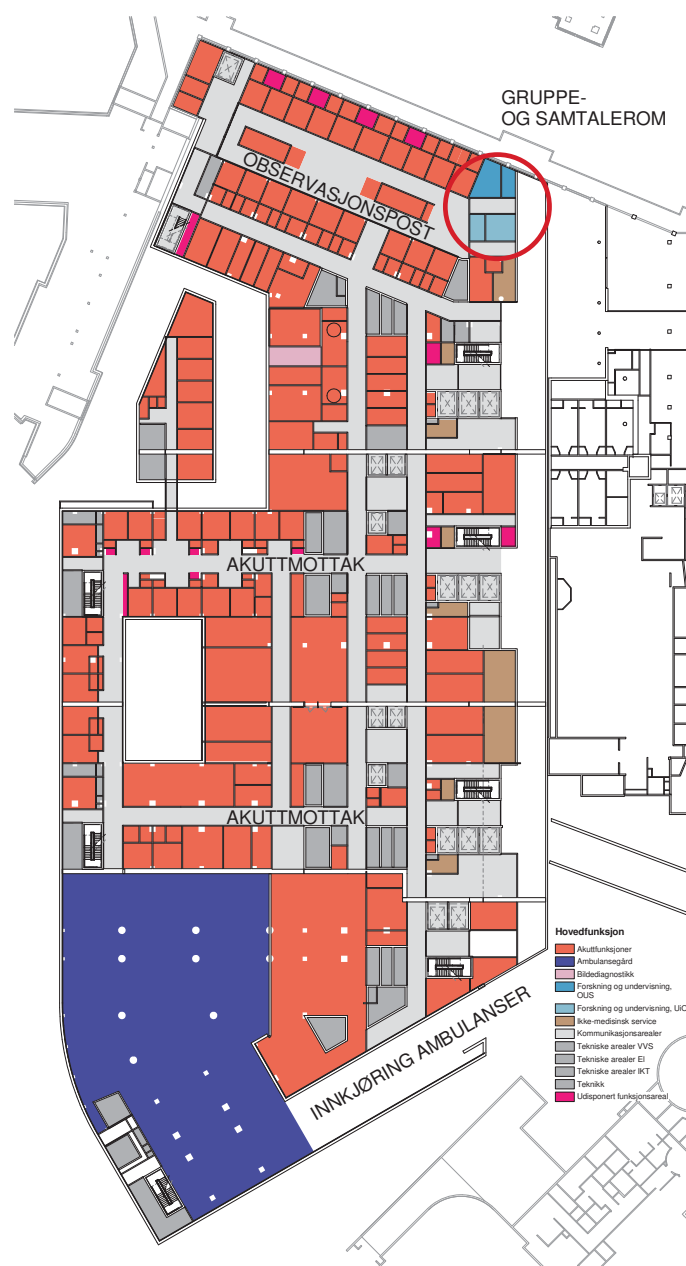 GRUPPE-
OG SAMTALEROM
OBSERVASJONSPOST
AKUTTMOTTAK
AKUTTMOTTAK
INNKJØRING AMBULANSER
Hovedfunksjon
Akuttfunksjoner
Ambulansegård
Bildediagnostikk
Forskning og undervisning,
OUS
Forskning og undervisning, UiO
Ikke-medisinsk service
Kommunikasjonsarealer
Tekniske arealer VVS
Tekniske arealer El
Tekniske arealer IKT
Teknikk
Udisponert funksjonsareal